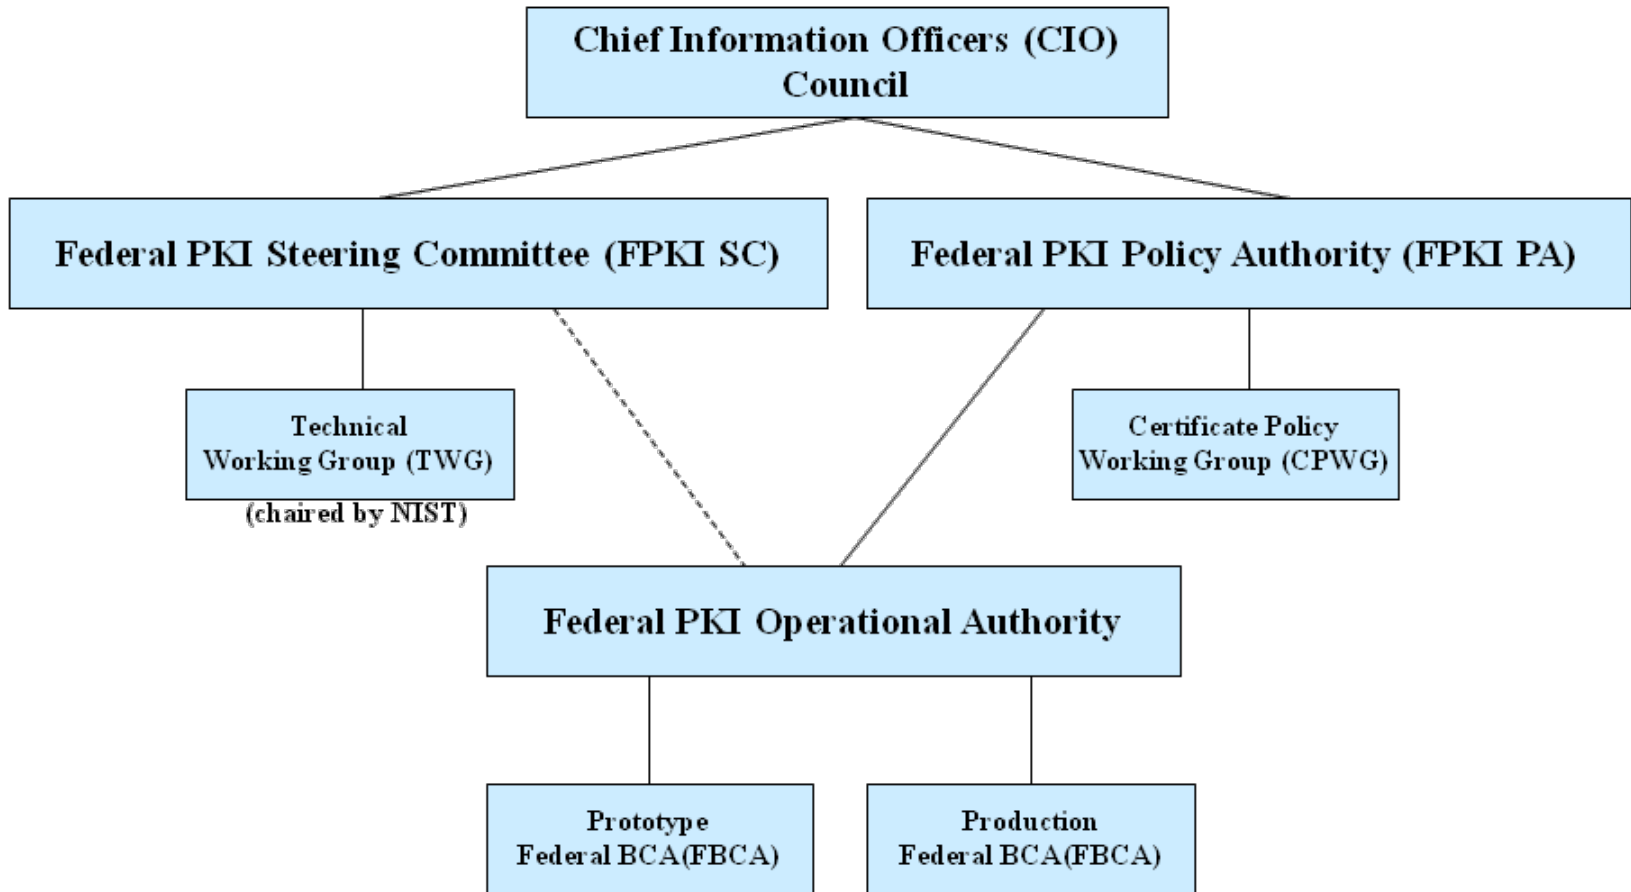 Chief Information Officers (CIO)
Council
Federal PKI Steering Committee (FPKI SC)
Federal PKI Policy Authority (FPKI PA)
Technical
Working Group (TWG)
(chaired by NIST)
Certificate Policy
Working Group (CPWG)
Federal PKI Operational Authority
Prototype
Federal BCA(FBCA)
Production
Federal BCA(FBCA)